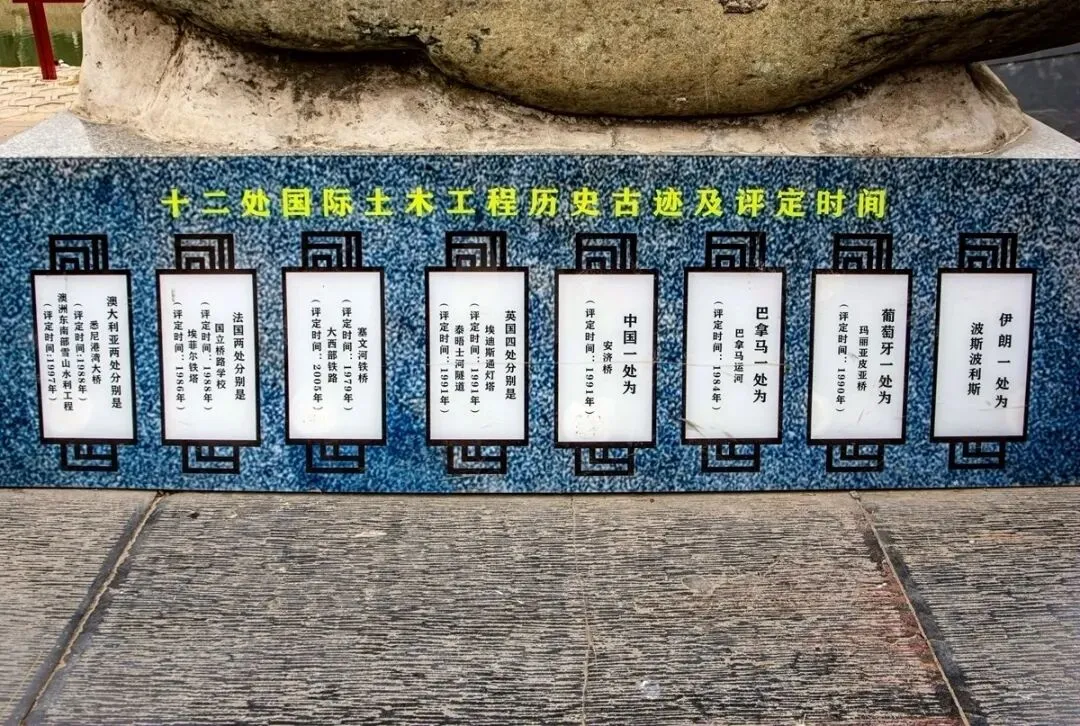 十二处国际土木工程历史古迹及评定时间
伊朗一处为
波斯波利斯
葡萄牙一处为
玛丽亚皮亚桥
(评定时间:1990年)
巴拿马一处为
巴拿马运河
(评定时间:1984年)
中国一处为
安济桥
(评定时间:1991年)
英国四处分别是
埃迪斯通灯塔
(评定时间:1991年)
泰晤士河隧道
(评定时间:1991年)
塞文河铁桥
(评定时间:1979年)
大西部铁路
(评定时间:2005年)
法国两处分别是
国立桥路学校
(评定时间:1988年)
埃菲尔铁塔
(评定时间:1986年)
澳大利亚两处分别是
悉尼港湾大桥
(评定时间:1988年)
澳洲东南部雪山水利工程
(评定时间:1997年)